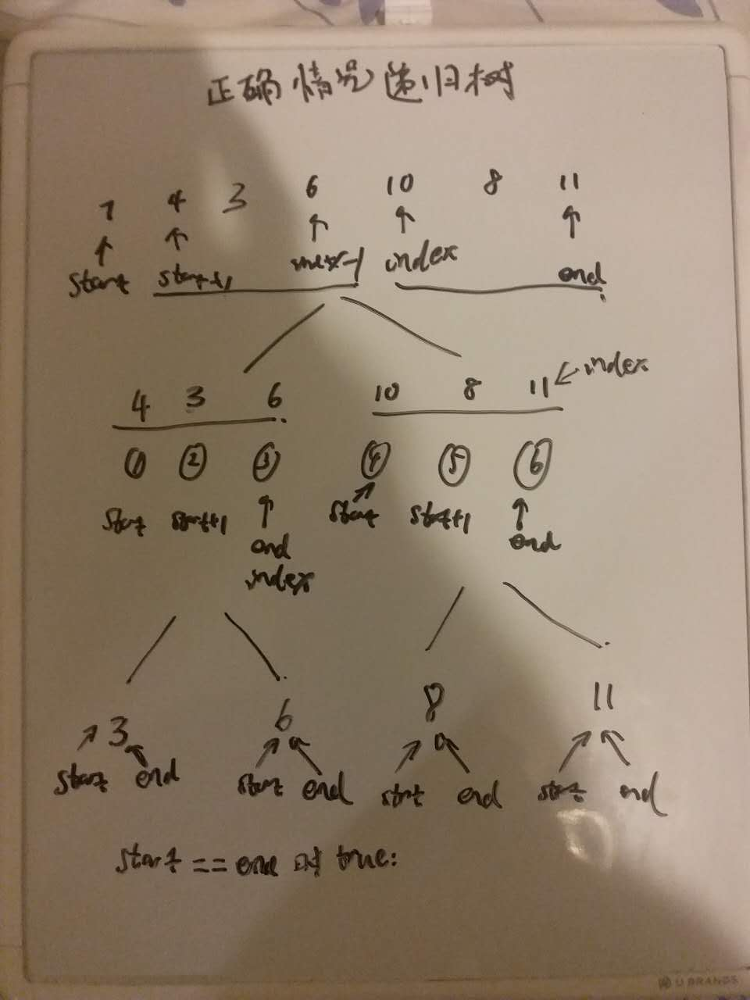 正确情况递归树
7 4 3 6 10 8 11
start start+1 index-1 index end
4 3 6 10 8 11 index
① ② ③ ④ ⑤ ⑥
start start+1 end start start+1 end
index
3 6 8 11
start end start end start end start end
start == end 时 true:
U BRANDS